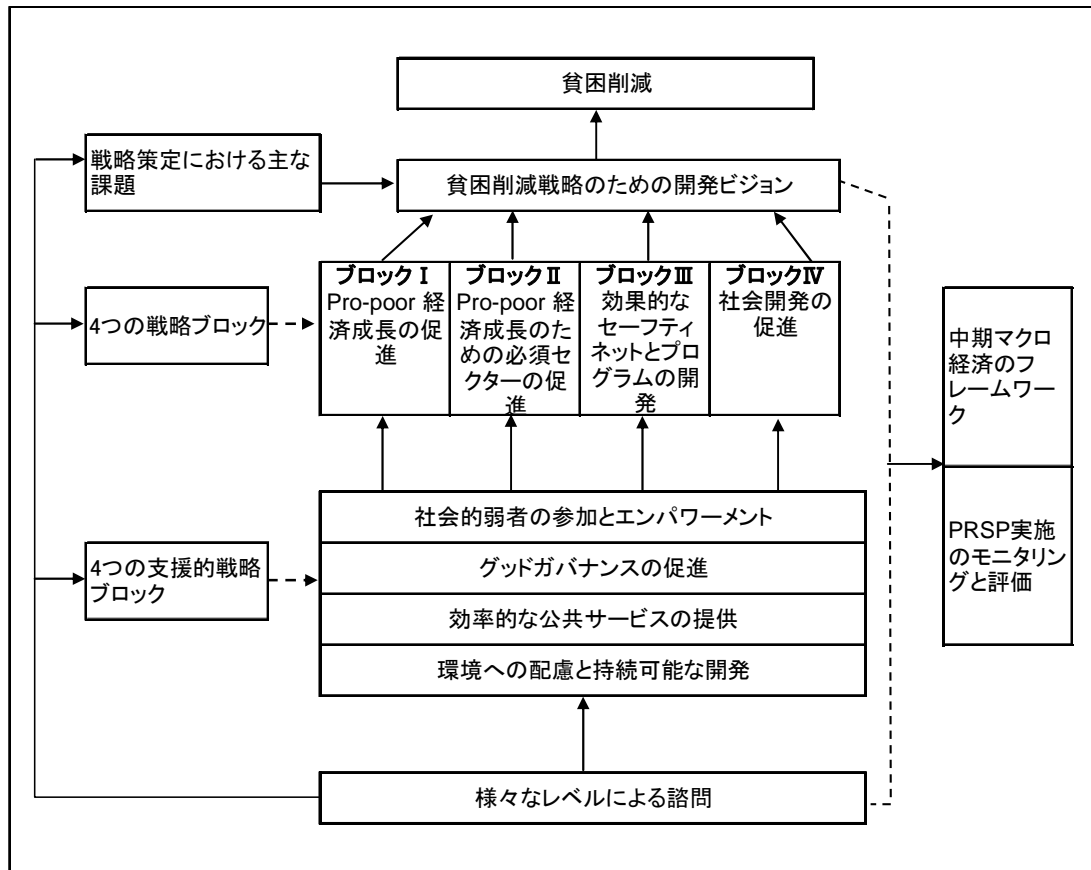 貧困削減
戦略策定における主な
課題
貧困削減戦略のための開発ビジョン
4つの戦略ブロック
ブロックⅠ
Pro-poor 経
済成長の促
進
ブロックⅡ
Pro-poor 経
済成長のた
めの必須セ
クターの促
進
ブロックⅢ
効果的な
セーフティ
ネットとプロ
グラムの開
発
ブロックⅣ
社会開発の
促進
中期マクロ
経済のフ
レームワー
ク
PRSP実施
のモニタリン
グと評価
4つの支援的戦略
ブロック
社会的弱者の参加とエンパワーメント
グッドガバナンスの促進
効率的な公共サービスの提供
環境への配慮と持続可能な開発
様々なレベルによる諮問